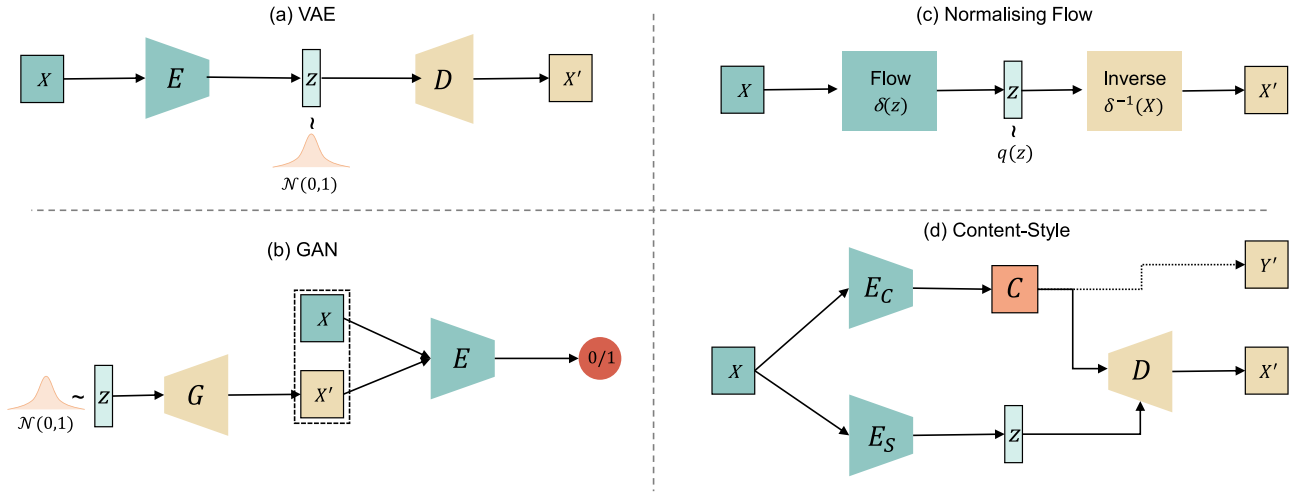 (a) VAE
X
E
z
D
X′
~
𝒩(0,1)
(c) Normalising Flow
X
Flow
δ(z)
z
Inverse
δ⁻¹(X)
X′
~
q(z)
(b) GAN
X
𝒩(0,1)
~
z
G
X′
E
0/1
(d) Content-Style
X
E_C
C
Y′
E_S
z
D
X′